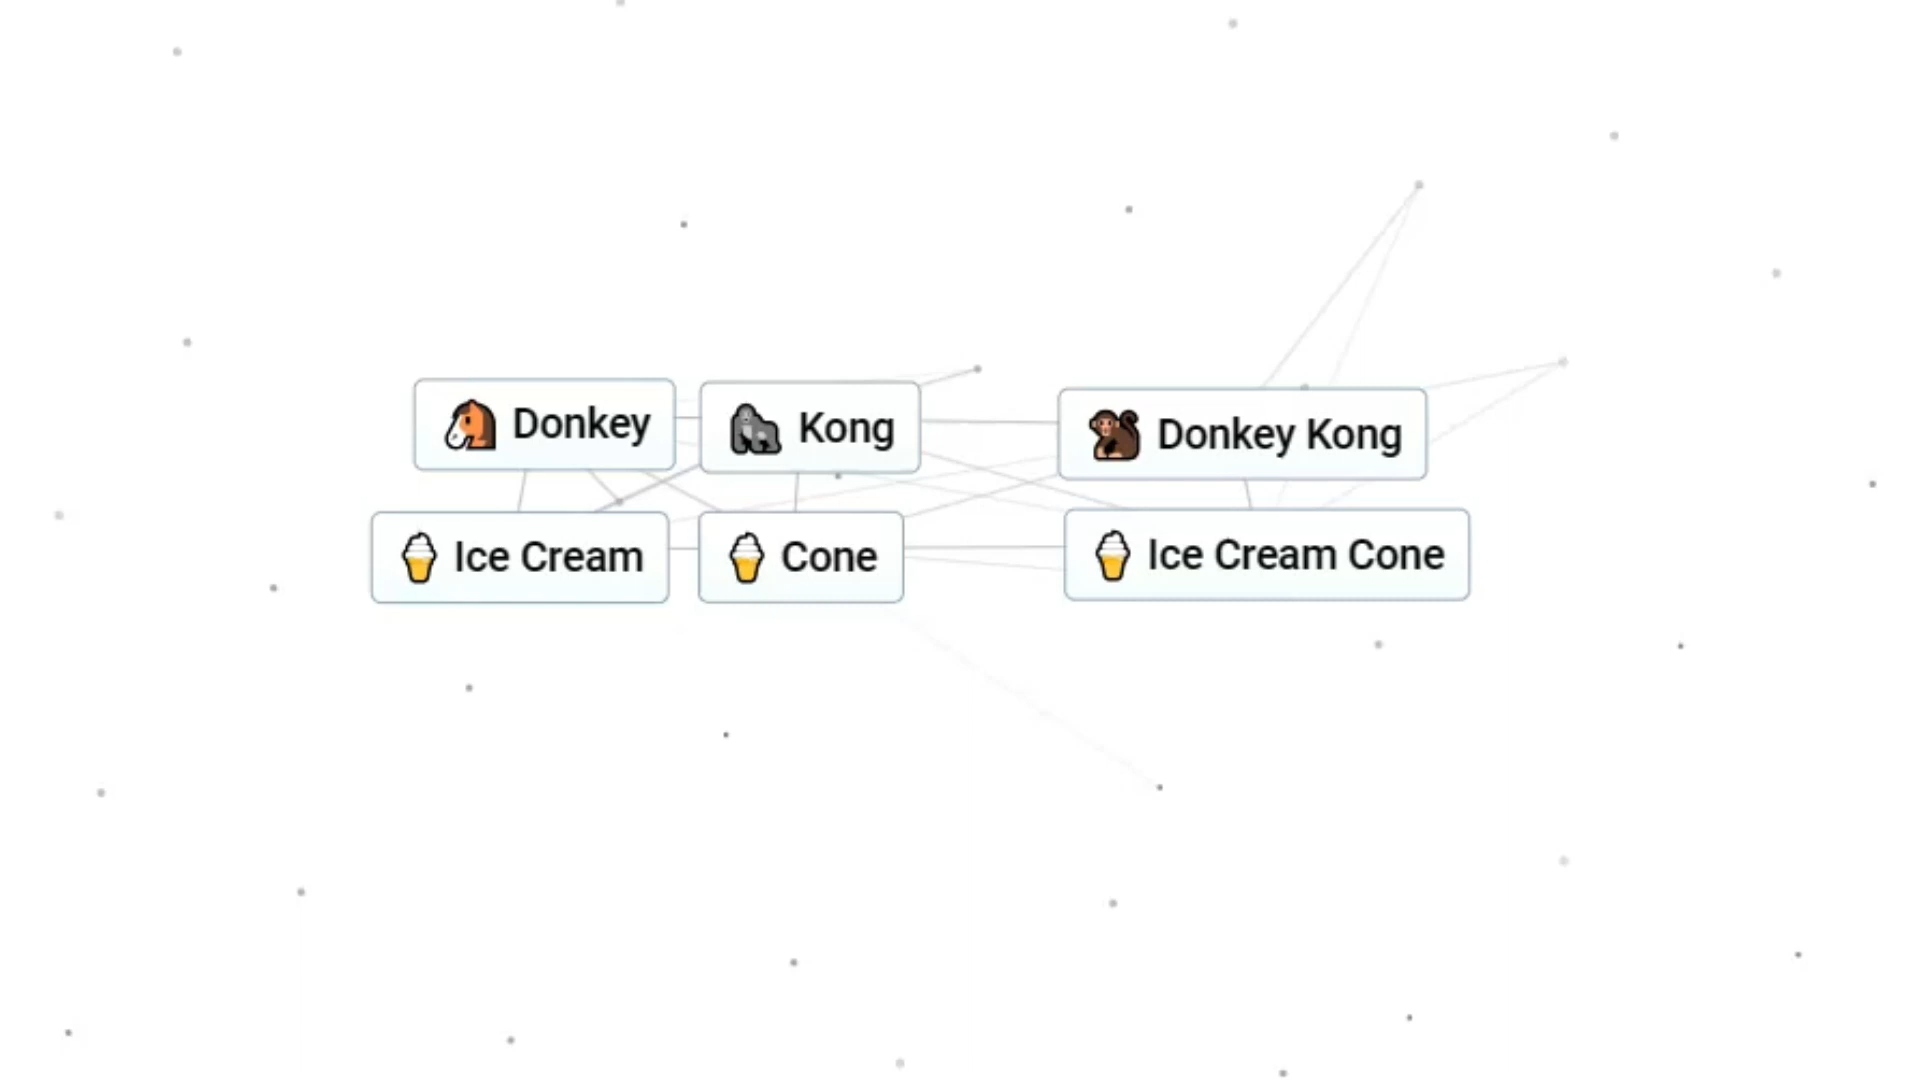 Donkey
Kong
Donkey Kong
Ice Cream
Cone
Ice Cream Cone